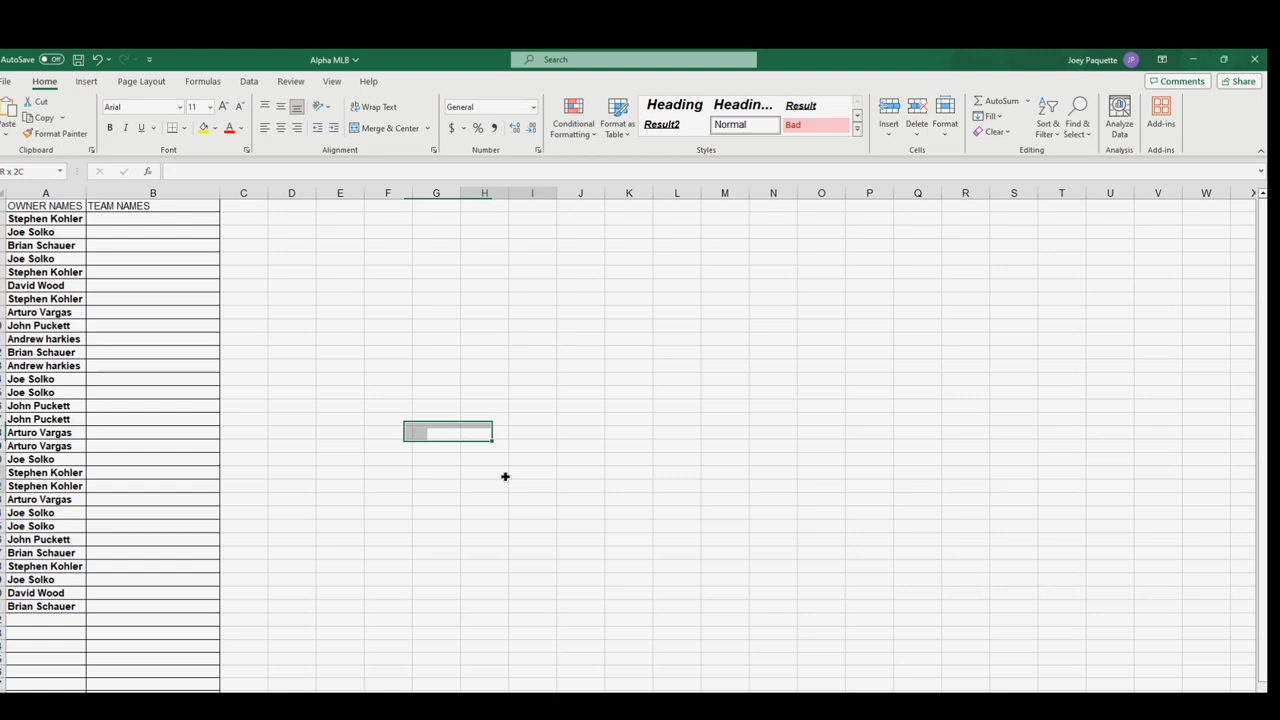 AutoSave Off Alpha MLB Search Joey Paquette JP
Home Insert Page Layout Formulas Data Review View Help Comments Share
Cut Arial 11 Wrap Text General Heading Headin... Result AutoSum
Copy Fill
Format Painter B I U Merge & Center $ % Conditional Formatting Format as Table Result2 Normal Bad Insert Delete Format Clear Sort & Filter Find & Select Analyze Data Add-ins
Clipboard Font Alignment Number Styles Cells Editing Analysis Add-ins
R x 2C fx
A B C D E F G H I J K L M N O P Q R S T U V W X
OWNER NAMES TEAM NAMES
Stephen Kohler
Joe Solko
Brian Schauer
Joe Solko
Stephen Kohler
David Wood
Stephen Kohler
Arturo Vargas
John Puckett
Andrew harkies
Brian Schauer
Andrew harkies
Joe Solko
Joe Solko
John Puckett
John Puckett
Arturo Vargas
Arturo Vargas
Joe Solko
Stephen Kohler
Stephen Kohler
Arturo Vargas
Joe Solko
Joe Solko
John Puckett
Brian Schauer
Stephen Kohler
Joe Solko
David Wood
Brian Schauer